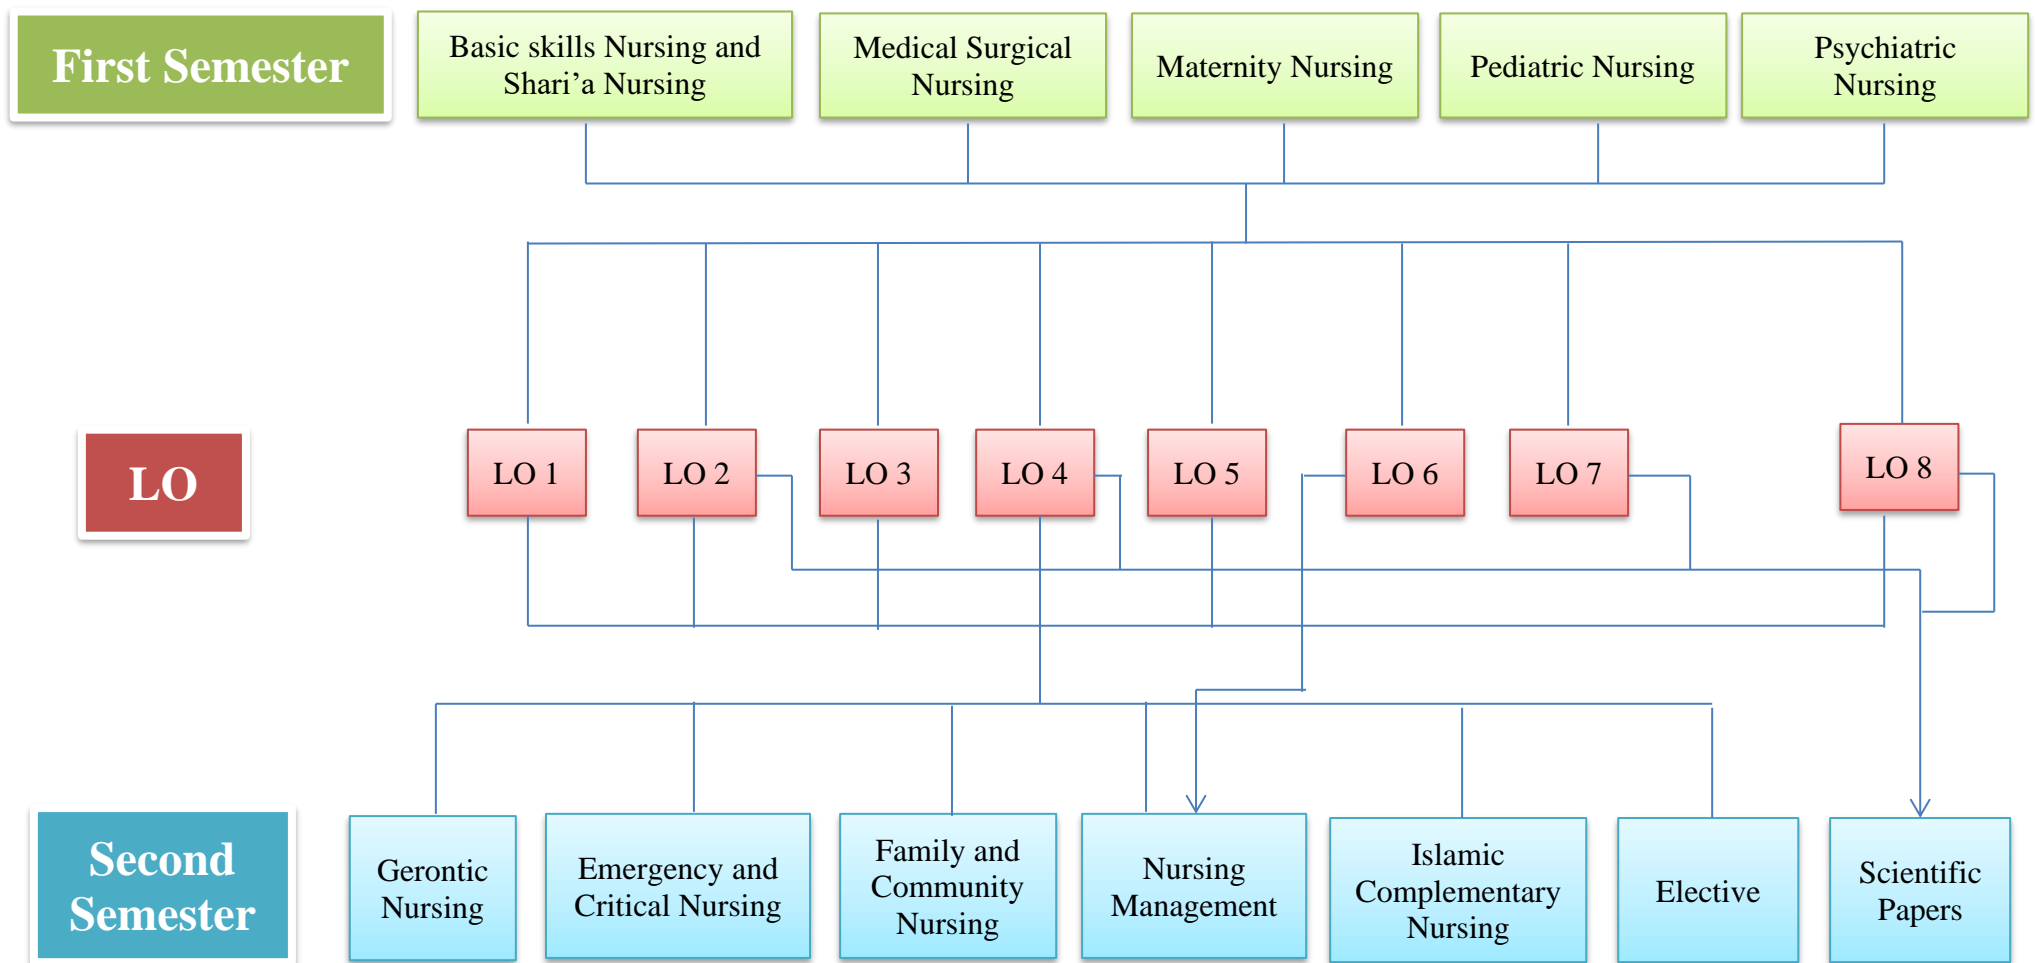 First Semester
Basic skills Nursing and
Shari’a Nursing
Medical Surgical
Nursing
Maternity Nursing
Pediatric Nursing
Psychiatric
Nursing
LO
LO 1
LO 2
LO 3
LO 4
LO 5
LO 6
LO 7
LO 8
Second
Semester
Gerontic
Nursing
Emergency and
Critical Nursing
Family and
Community
Nursing
Nursing
Management
Islamic
Complementary
Nursing
Elective
Scientific
Papers